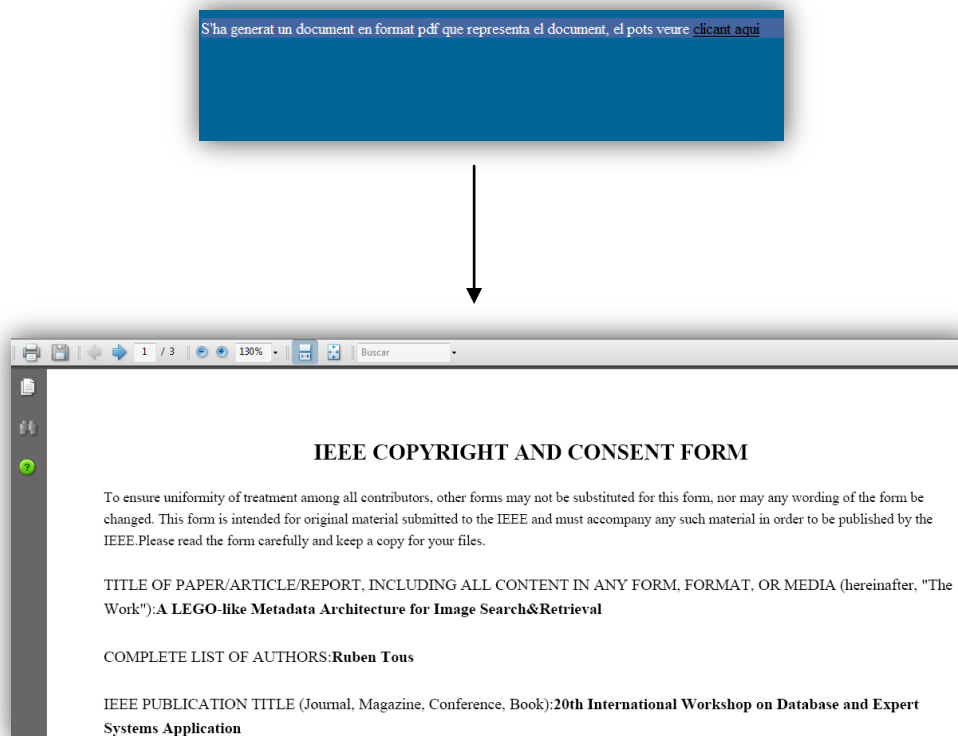 S'ha generat un document en format pdf que representa el document, el pots veure clicant aqui
1 / 3 130% Buscar
IEEE COPYRIGHT AND CONSENT FORM
To ensure uniformity of treatment among all contributors, other forms may not be substituted for this form, nor may any wording of the form be
changed. This form is intended for original material submitted to the IEEE and must accompany any such material in order to be published by the
IEEE.Please read the form carefully and keep a copy for your files.
TITLE OF PAPER/ARTICLE/REPORT, INCLUDING ALL CONTENT IN ANY FORM, FORMAT, OR MEDIA (hereinafter, "The
Work"):A LEGO-like Metadata Architecture for Image Search&Retrieval
COMPLETE LIST OF AUTHORS:Ruben Tous
IEEE PUBLICATION TITLE (Journal, Magazine, Conference, Book):20th International Workshop on Database and Expert
Systems Application